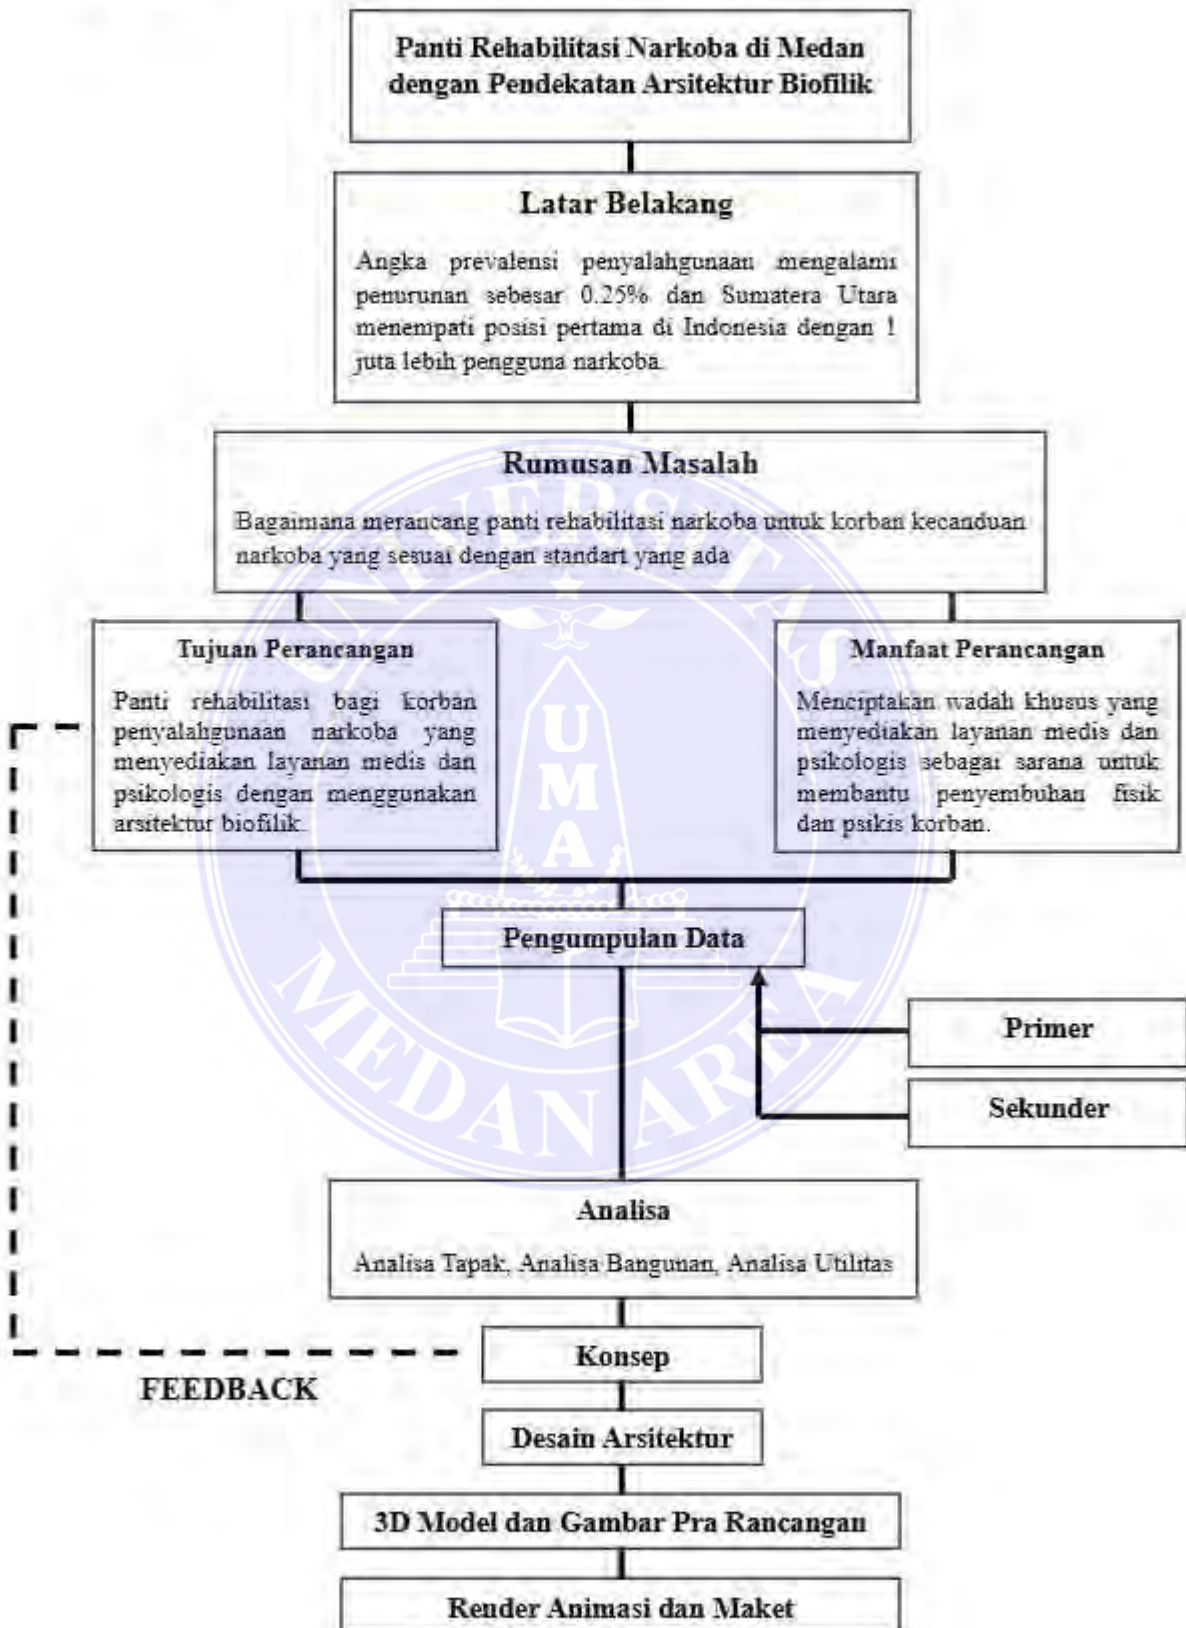 Panti Rehabilitasi Narkoba di Medan
dengan Pendekatan Arsitektur Biofilik
Latar Belakang
Angka prevalensi penyalahgunaan mengalami
penurunan sebesar 0.25% dan Sumatera Utara
menempati posisi pertama di Indonesia dengan 1
juta lebih pengguna narkoba.
Rumusan Masalah
Bagaimana merancang panti rehabilitasi narkoba untuk korban kecanduan
narkoba yang sesuai dengan standart yang ada
Tujuan Perancangan
Panti rehabilitasi bagi korban
penyalahgunaan narkoba yang
menyediakan layanan medis dan
psikologis dengan menggunakan
arsitektur biofilik.
Manfaat Perancangan
Menciptakan wadah khusus yang
menyediakan layanan medis dan
psikologis sebagai sarana untuk
membantu penyembuhan fisik
dan psikis korban.
Pengumpulan Data
Primer
Sekunder
Analisa
Analisa Tapak, Analisa Bangunan, Analisa Utilitas
Konsep
FEEDBACK
Desain Arsitektur
3D Model dan Gambar Pra Rancangan
Render Animasi dan Maket
UNIVERSITAS
UMA
MEDAN AREA